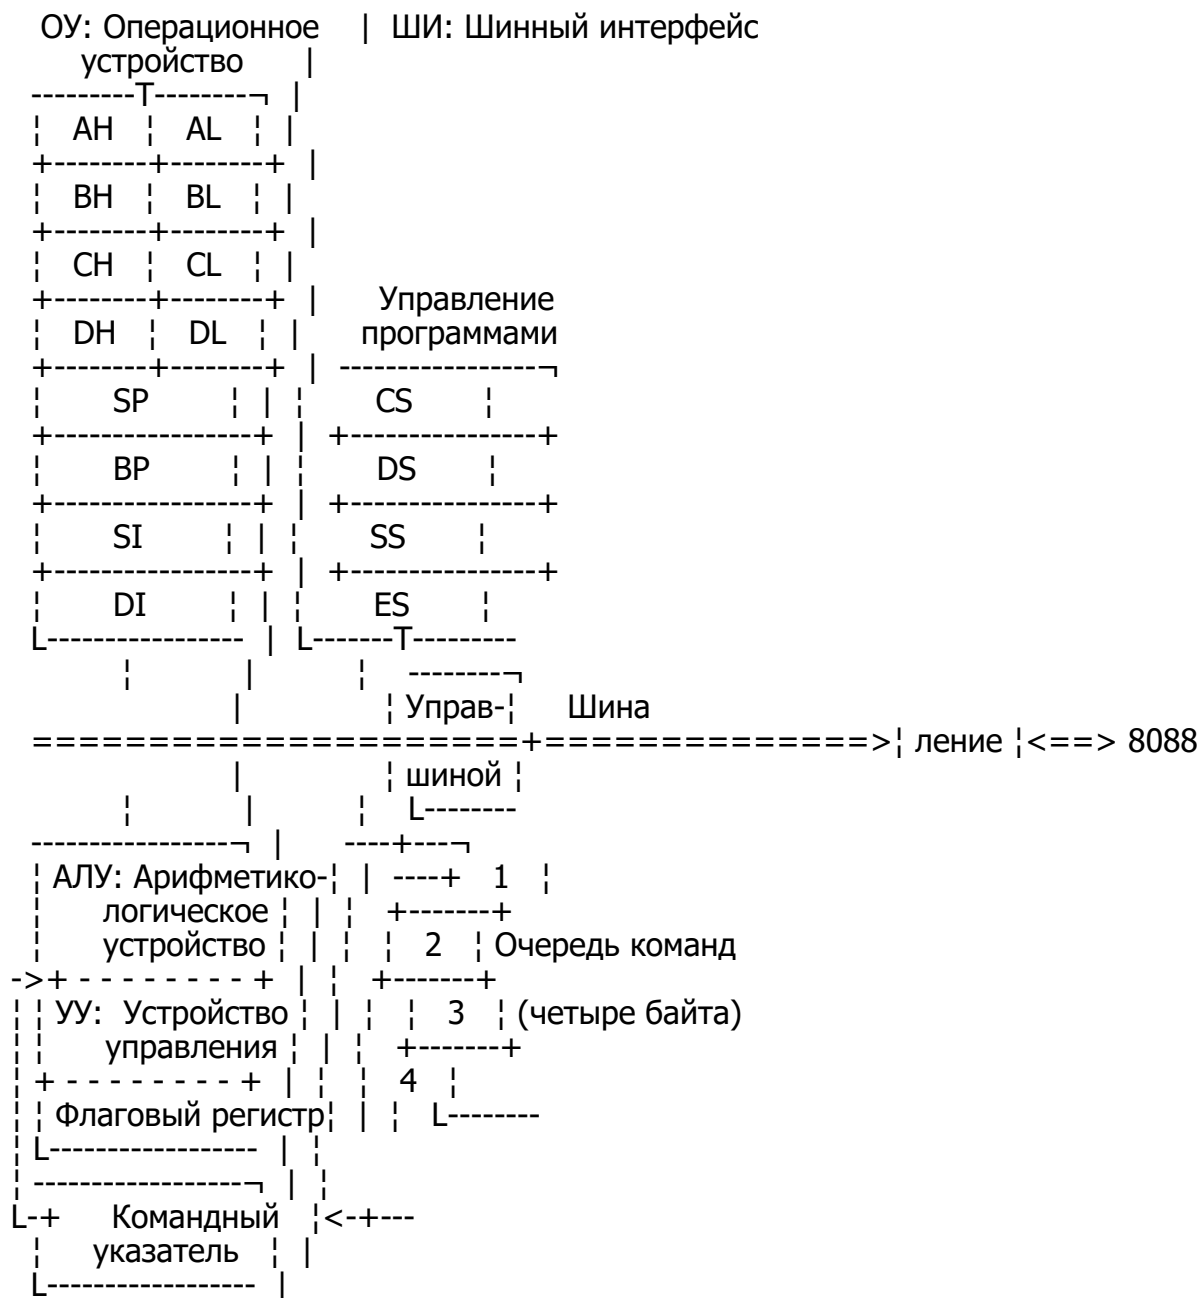 ОУ: Операционное | ШИ: Шинный интерфейс
устройство |
---------T--------¬ |
¦ AH ¦ AL ¦ |
+--------+--------+ |
¦ BH ¦ BL ¦ |
+--------+--------+ |
¦ CH ¦ CL ¦ |
+--------+--------+ | Управление
¦ DH ¦ DL ¦ | программами
+--------+--------+ | -----------------¬
¦ SP ¦ | ¦ CS ¦
+-----------------+ | +----------------+
¦ BP ¦ | ¦ DS ¦
+-----------------+ | +----------------+
¦ SI ¦ | ¦ SS ¦
+-----------------+ | +----------------+
¦ DI ¦ | ¦ ES ¦
L----------------- | L-------T---------
¦ | ¦ --------¬
| ¦ Управ-¦ Шина
=====================+==============>¦ ление ¦<==> 8088
| ¦ шиной ¦
¦ | ¦ L--------
-----------------¬ | ----+---¬
¦ АЛУ: Арифметико-¦ | ----+ 1 ¦
¦ логическое ¦ | ¦ +-------+
¦ устройство ¦ | ¦ ¦ 2 ¦ Очередь команд
->+ - - - - - - - - + | ¦ +-------+
¦ ¦ УУ: Устройство ¦ | ¦ ¦ 3 ¦ (четыре байта)
¦ ¦ управления ¦ | ¦ +-------+
¦ + - - - - - - - - + | ¦ ¦ 4 ¦
¦ ¦ Флаговый регистр¦ | ¦ L--------
¦ L------------------ | ¦
¦ ------------------¬ | ¦
L-+ Командный ¦<-+---
¦ указатель ¦ |
L------------------ |